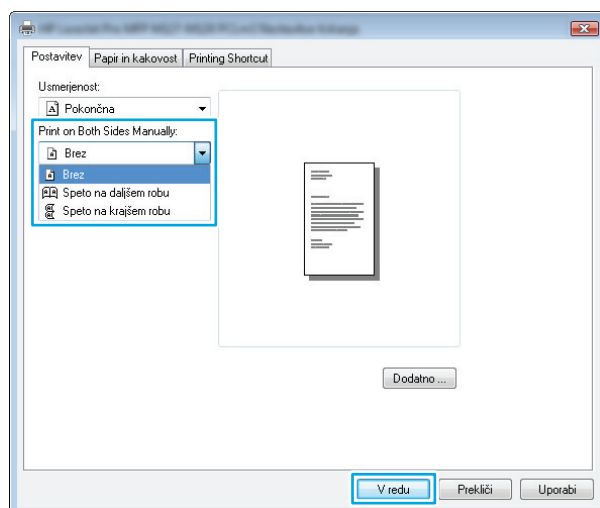 Postavitev Papir in kakovost Printing Shortcut
Usmerjenost:
A Pokončna
Print on Both Sides Manually:
Brez
Brez
Speto na daljšem robu
Speto na krajšem robu
Dodatno ...
V redu Prekliči Uporabi